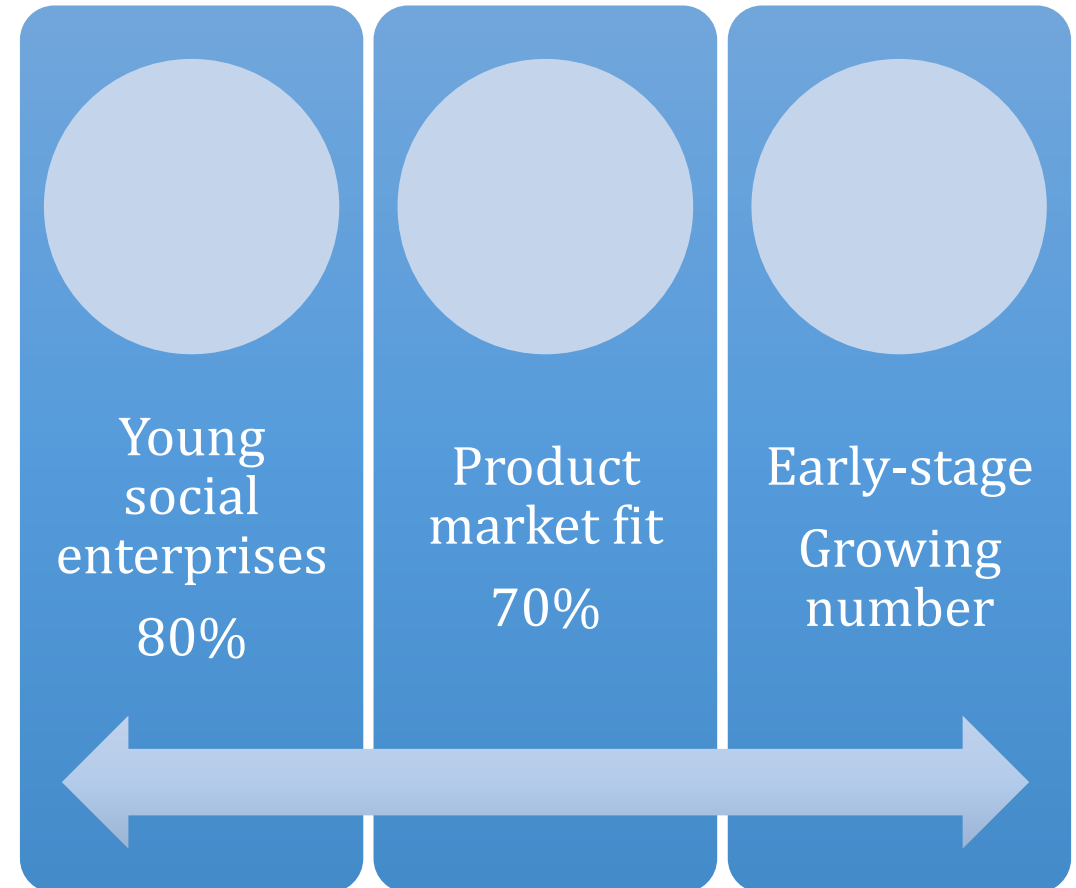 Young
social
enterprises
80%
Product
market fit
70%
Early-stage
Growing
number